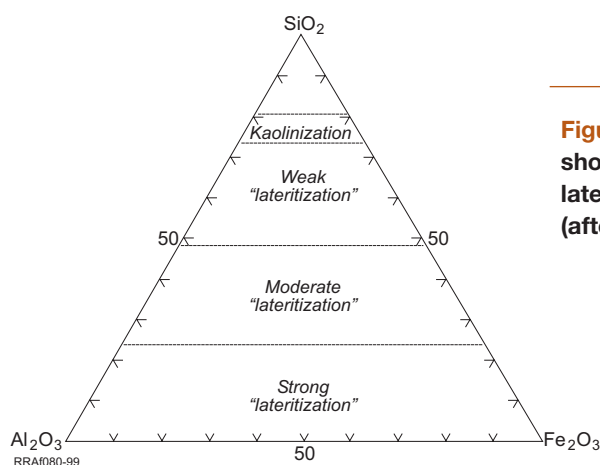 SiO₂
Kaolinization
Weak
"lateritization"
50
50
Moderate
"lateritization"
Strong
"lateritization"
Al₂O₃
Fe₂O₃
50
RRAf080-99
Figu
sho
late
(afte